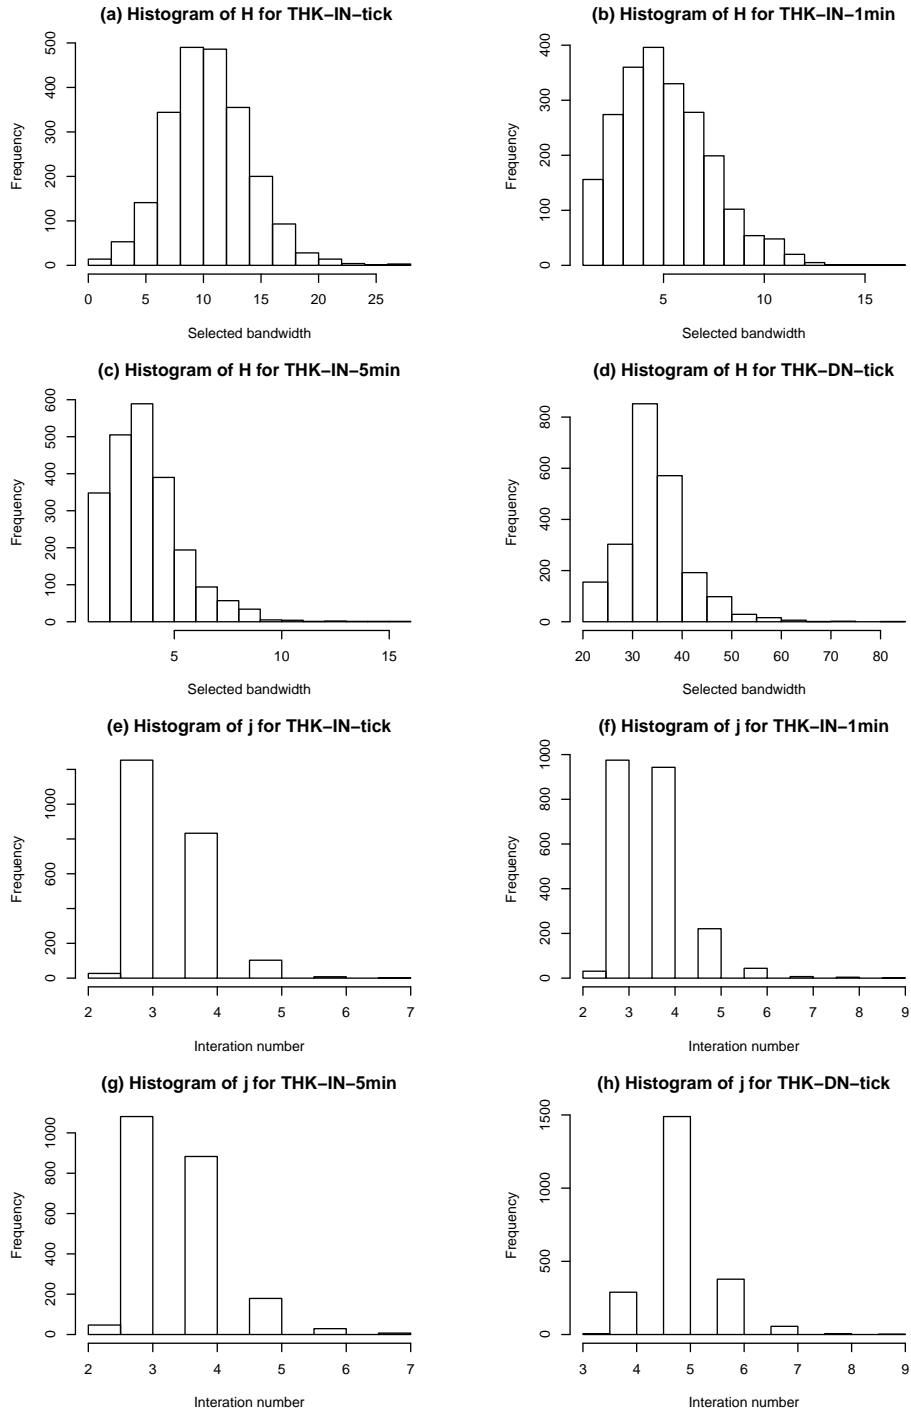 (a) Histogram of H for THK−IN−tick
Frequency
0 100 200 300 400 500
0 5 10 15 20 25
Selected bandwidth
(b) Histogram of H for THK−IN−1min
Frequency
0 100 200 300 400
5 10 15
Selected bandwidth
(c) Histogram of H for THK−IN−5min
Frequency
0 100 200 300 400 500 600
5 10 15
Selected bandwidth
(d) Histogram of H for THK−DN−tick
Frequency
0 200 400 600 800
20 30 40 50 60 70 80
Selected bandwidth
(e) Histogram of j for THK−IN−tick
Frequency
0 200 600 1000
2 3 4 5 6 7
Interation number
(f) Histogram of j for THK−IN−1min
Frequency
0 200 400 600 800 1000
2 3 4 5 6 7 8 9
Interation number
(g) Histogram of j for THK−IN−5min
Frequency
0 200 400 600 800 1000
2 3 4 5 6 7
Interation number
(h) Histogram of j for THK−DN−tick
Frequency
0 500 1000 1500
3 4 5 6 7 8 9
Interation number